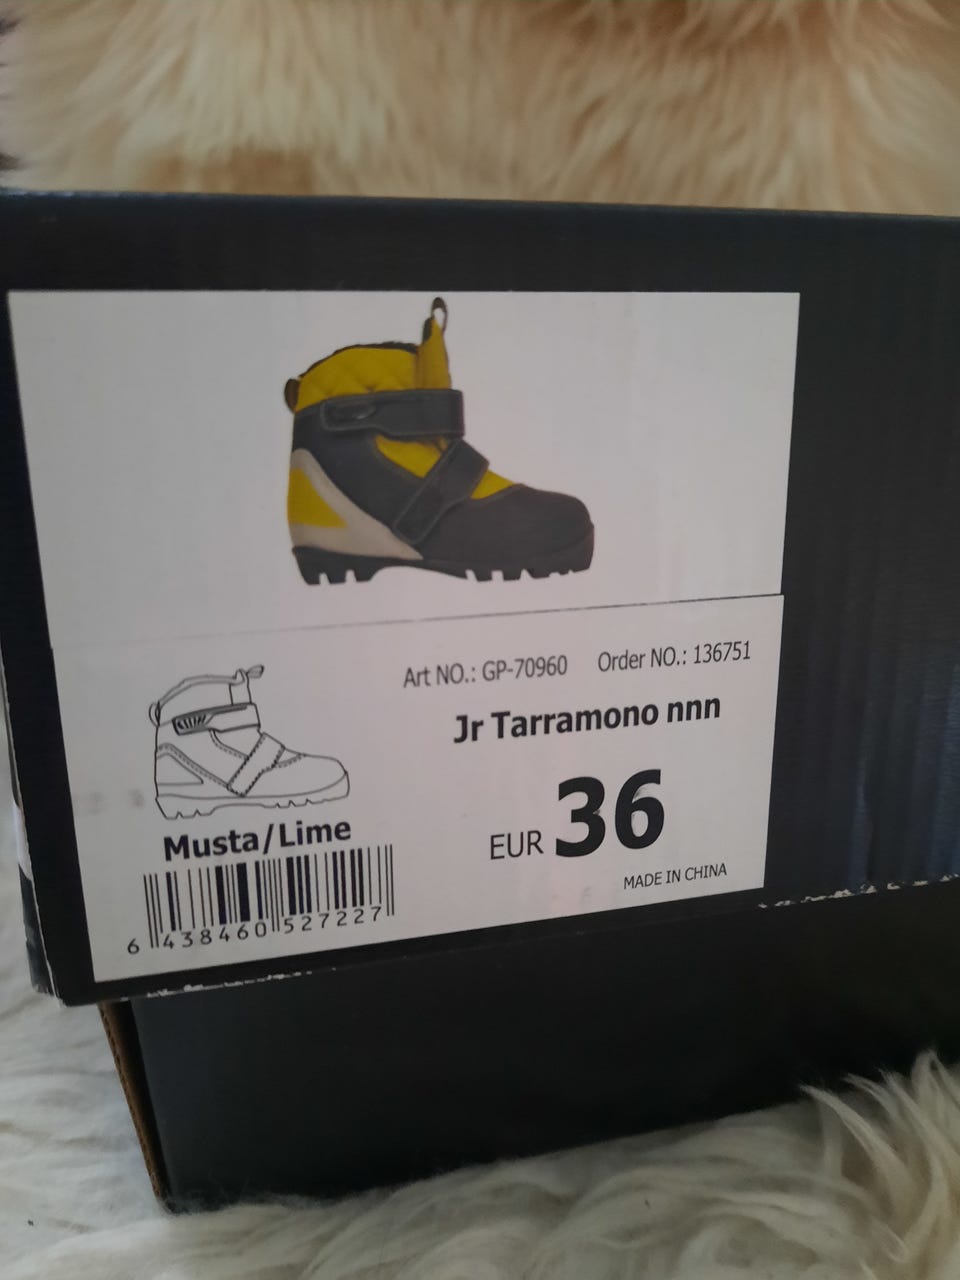 Art NO.: GP-70960 Order NO.: 136751
Jr Tarramono nnn
EUR 36
MADE IN CHINA
Musta/Lime
6 438460 527227